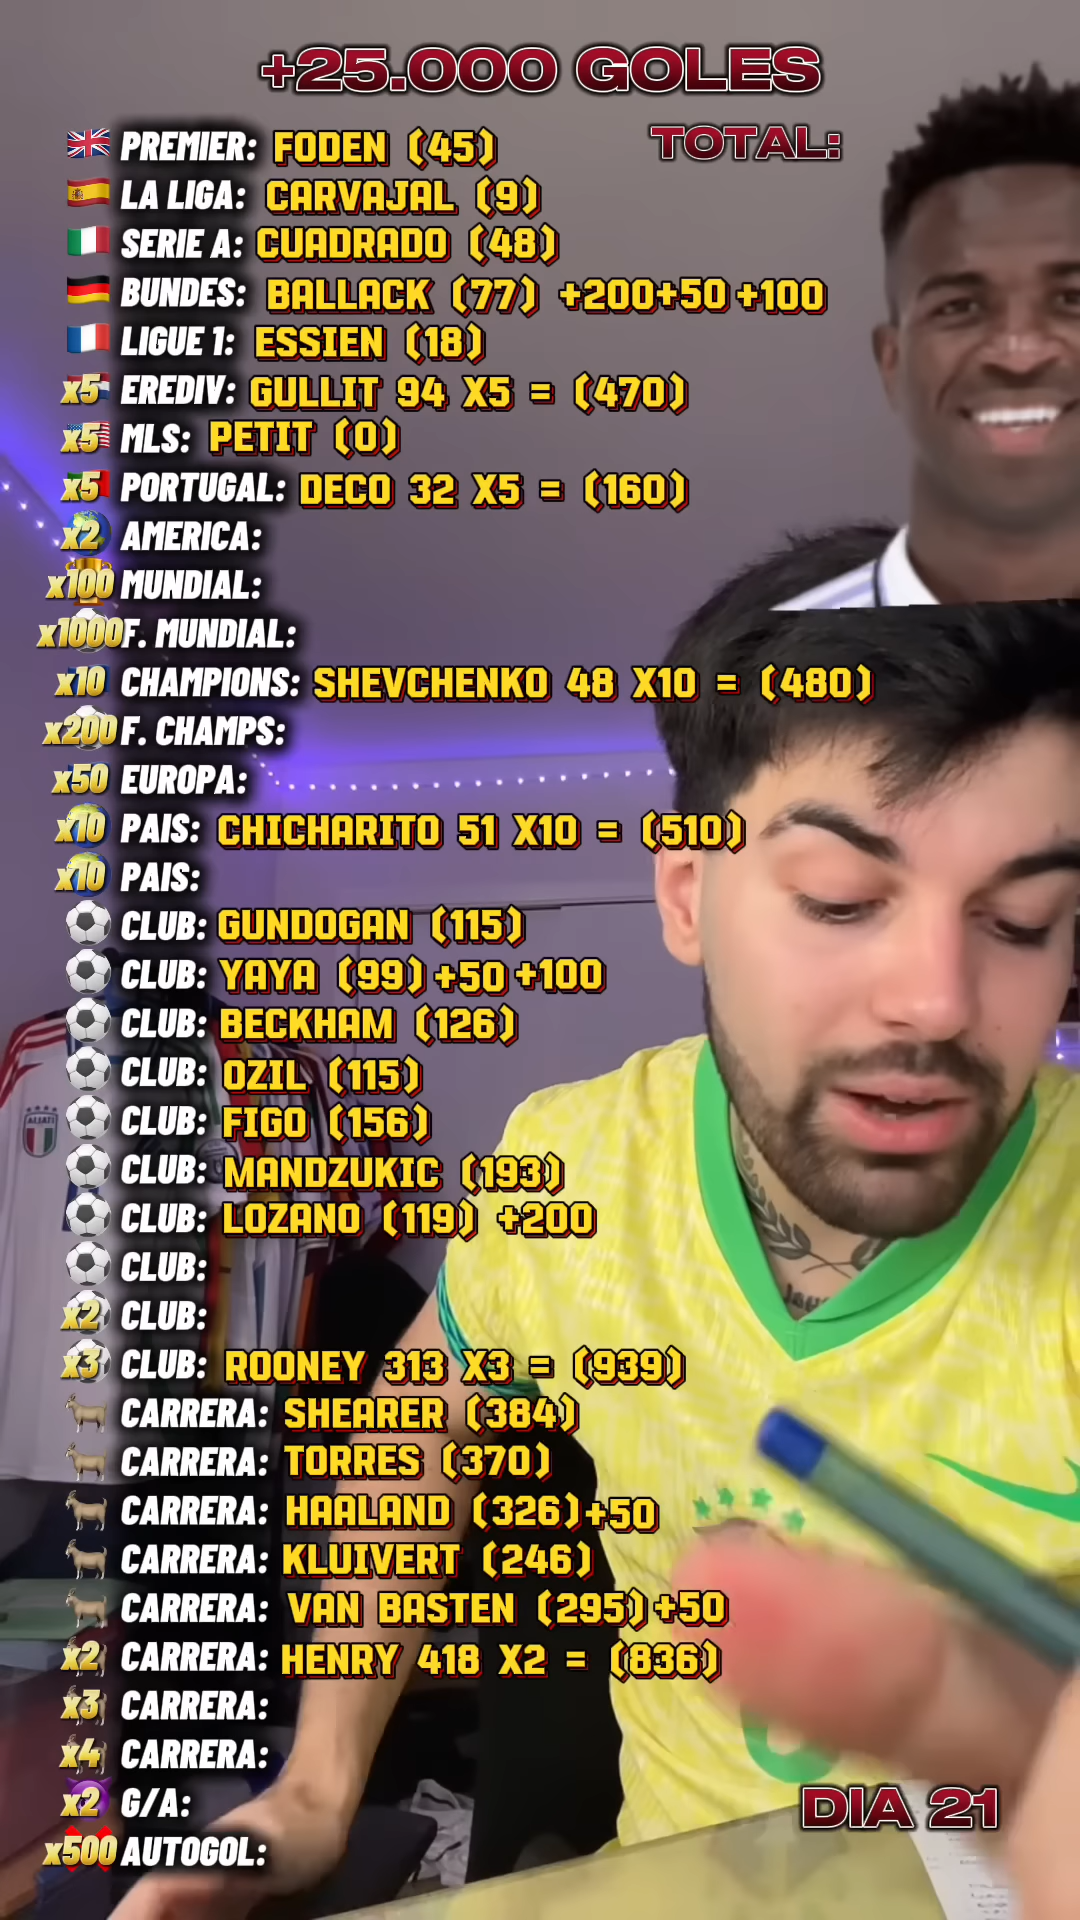 +25.000 GOLES
TOTAL:
PREMIER: FODEN (45)
LA LIGA: CARVAJAL (9)
SERIE A: CUADRADO (48)
BUNDES: BALLACK (77) +200+50+100
LIGUE 1: ESSIEN (18)
x5 EREDIV: GULLIT 94 X5 = (470)
x5 MLS: PETIT (0)
x5 PORTUGAL: DECO 32 X5 = (160)
x2 AMERICA:
x100 MUNDIAL:
x1000 F. MUNDIAL:
x10 CHAMPIONS: SHEVCHENKO 48 X10 = (480)
x200 F. CHAMPS:
x50 EUROPA:
x10 PAIS: CHICHARITO 51 X10 = (510)
x10 PAIS:
CLUB: GUNDOGAN (115)
CLUB: YAYA (99) +50 +100
CLUB: BECKHAM (126)
CLUB: OZIL (115)
CLUB: FIGO (156)
CLUB: MANDZUKIC (193)
CLUB: LOZANO (119) +200
CLUB:
x2 CLUB:
x3 CLUB: ROONEY 313 X3 = (939)
CARRERA: SHEARER (384)
CARRERA: TORRES (370)
CARRERA: HAALAND (326)+50
CARRERA: KLUIVERT (246)
CARRERA: VAN BASTEN (295)+50
x2 CARRERA: HENRY 418 X2 = (836)
x3 CARRERA:
x4 CARRERA:
x2 G/A:
x500 AUTOGOL:
DIA 21